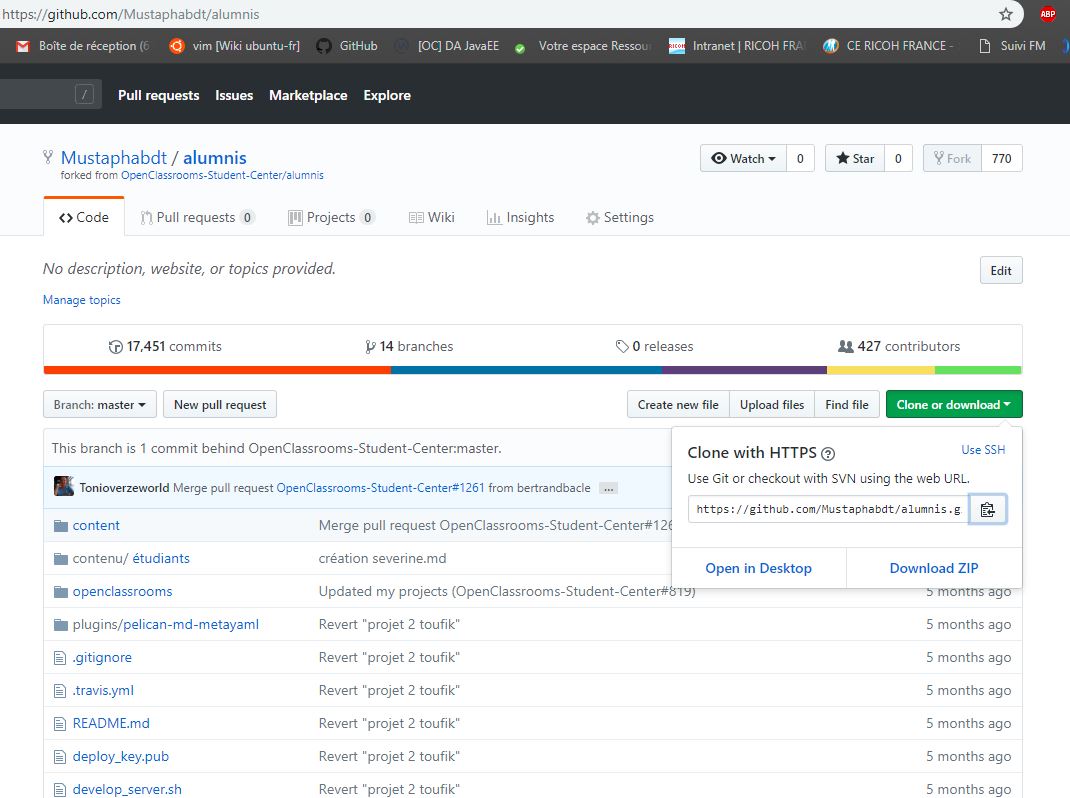 https://github.com/Mustaphabdt/alumnis
ABP
Boîte de réception (6 vim [Wiki ubuntu-fr] GitHub [OC] DA JavaEE Votre espace Ressou Intranet | RICOH FRA CE RICOH FRANCE - Suivi FM
/ Pull requests Issues Marketplace Explore
Mustaphabdt / alumnis
Watch 0 Star 0 Fork 770
forked from OpenClassrooms-Student-Center/alumnis
Code Pull requests 0 Projects 0 Wiki Insights Settings
No description, website, or topics provided. Edit
Manage topics
17,451 commits 14 branches 0 releases 427 contributors
Branch: master New pull request Create new file Upload files Find file Clone or download
This branch is 1 commit behind OpenClassrooms-Student-Center:master.
Clone with HTTPS Use SSH
Use Git or checkout with SVN using the web URL.
https://github.com/Mustaphabdt/alumnis.g
Open in Desktop Download ZIP
Tonioverzeworld Merge pull request OpenClassrooms-Student-Center#1261 from bertrandbacle ...
content Merge pull request OpenClassrooms-Student-Center#126
contenu/ étudiants création severine.md
openclassrooms Updated my projects (OpenClassrooms-Student-Center#819) 5 months ago
plugins/pelican-md-metayaml Revert "projet 2 toufik" 5 months ago
.gitignore Revert "projet 2 toufik" 5 months ago
.travis.yml Revert "projet 2 toufik" 5 months ago
README.md Revert "projet 2 toufik" 5 months ago
deploy_key.pub Revert "projet 2 toufik" 5 months ago
develop_server.sh Revert "projet 2 toufik" 5 months ago